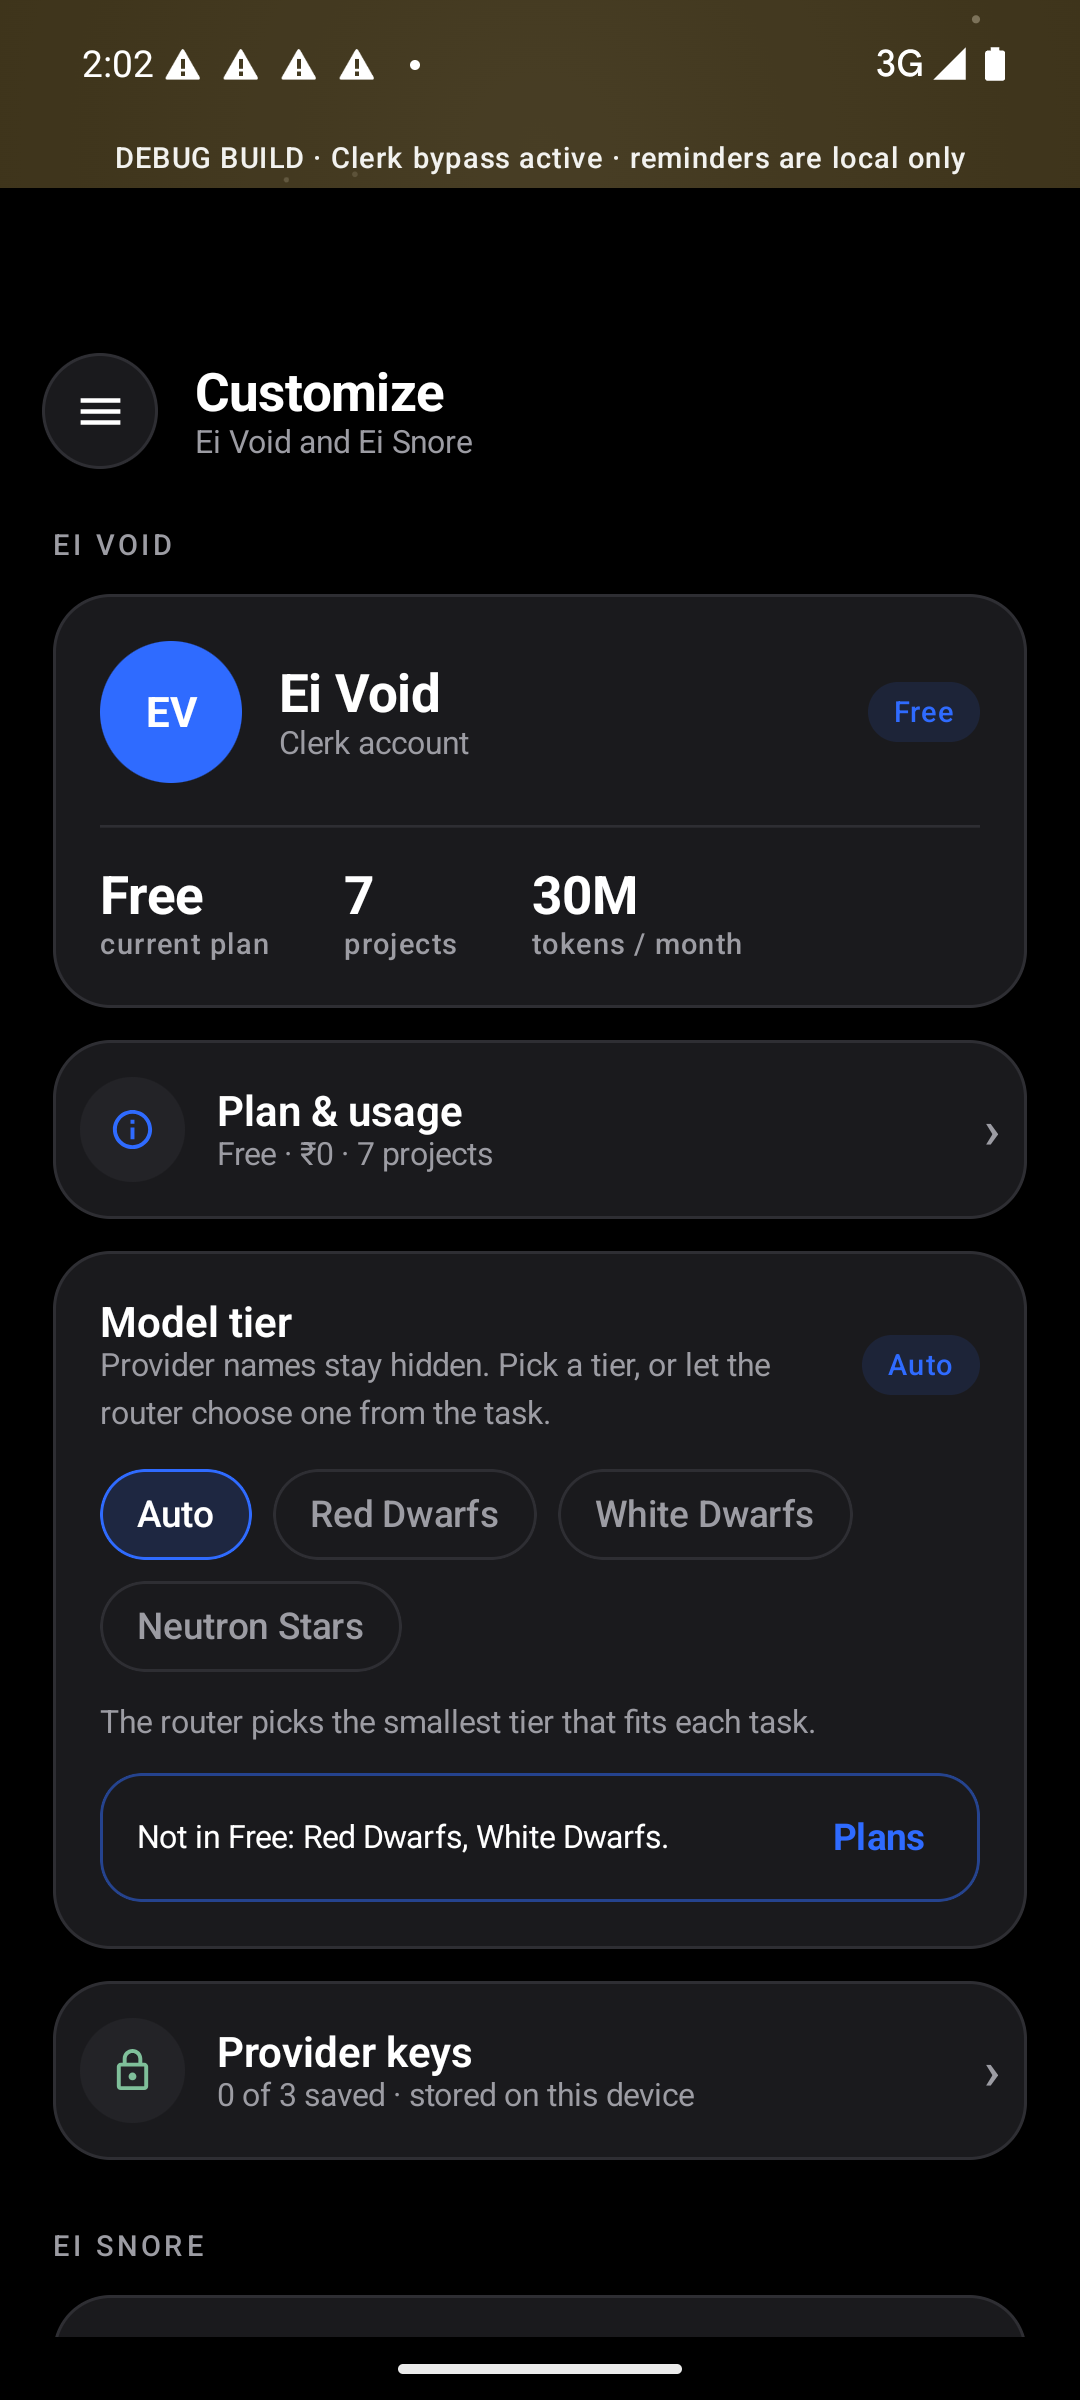 2:02
3G
DEBUG BUILD · Clerk bypass active · reminders are local only
Customize
Ei Void and Ei Snore
EI VOID
EV
Ei Void
Clerk account
Free
Free
current plan
7
projects
30M
tokens / month
Plan & usage
Free · ₹0 · 7 projects
Model tier
Provider names stay hidden. Pick a tier, or let the
router choose one from the task.
Auto
Auto
Red Dwarfs
White Dwarfs
Neutron Stars
The router picks the smallest tier that fits each task.
Not in Free: Red Dwarfs, White Dwarfs.
Plans
Provider keys
0 of 3 saved · stored on this device
EI SNORE